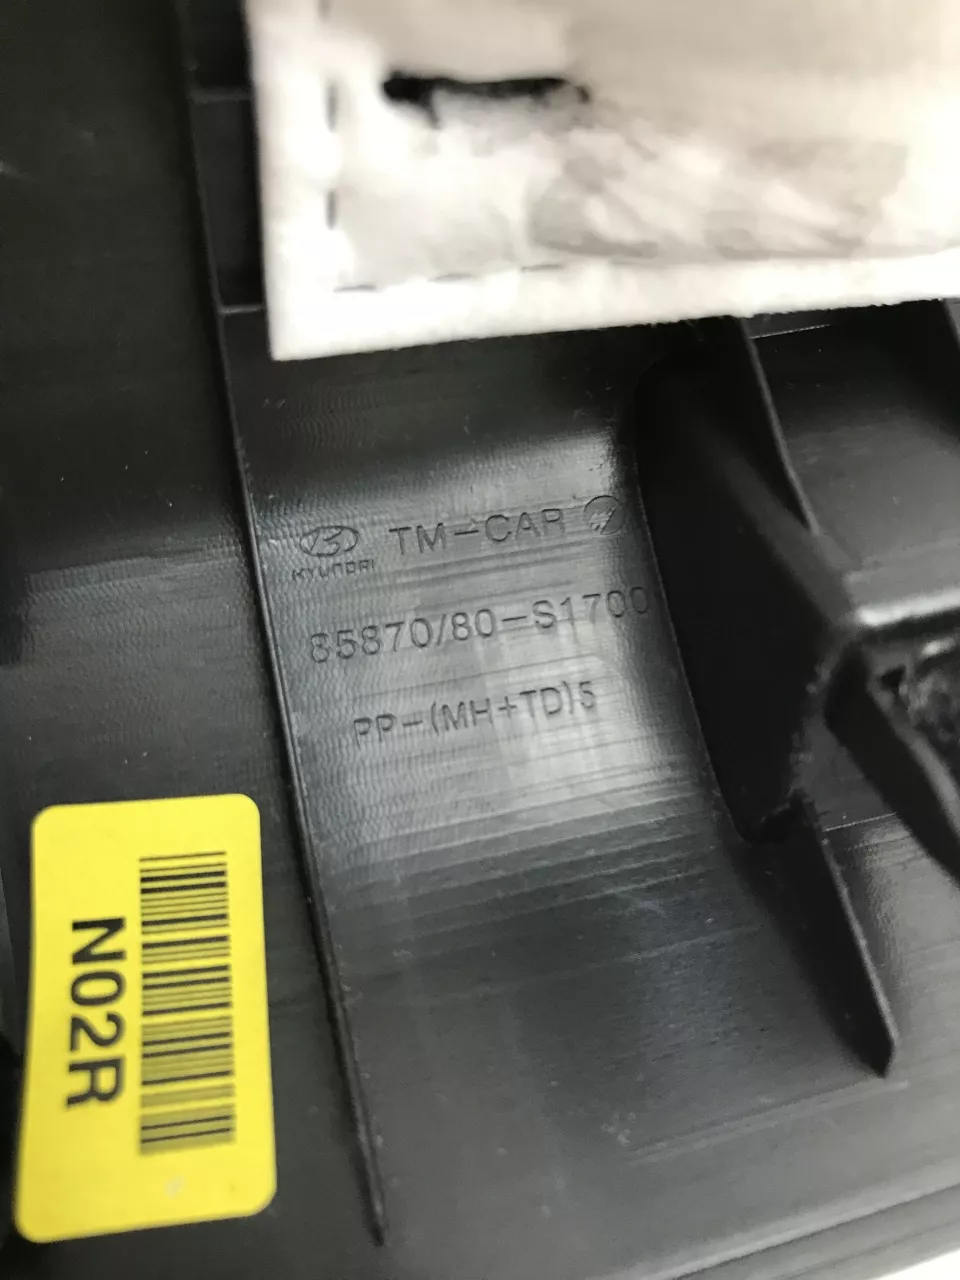 HYUNDAI TM-CAR
85870/80-S1700
PP-(MH+TD)5
N02R